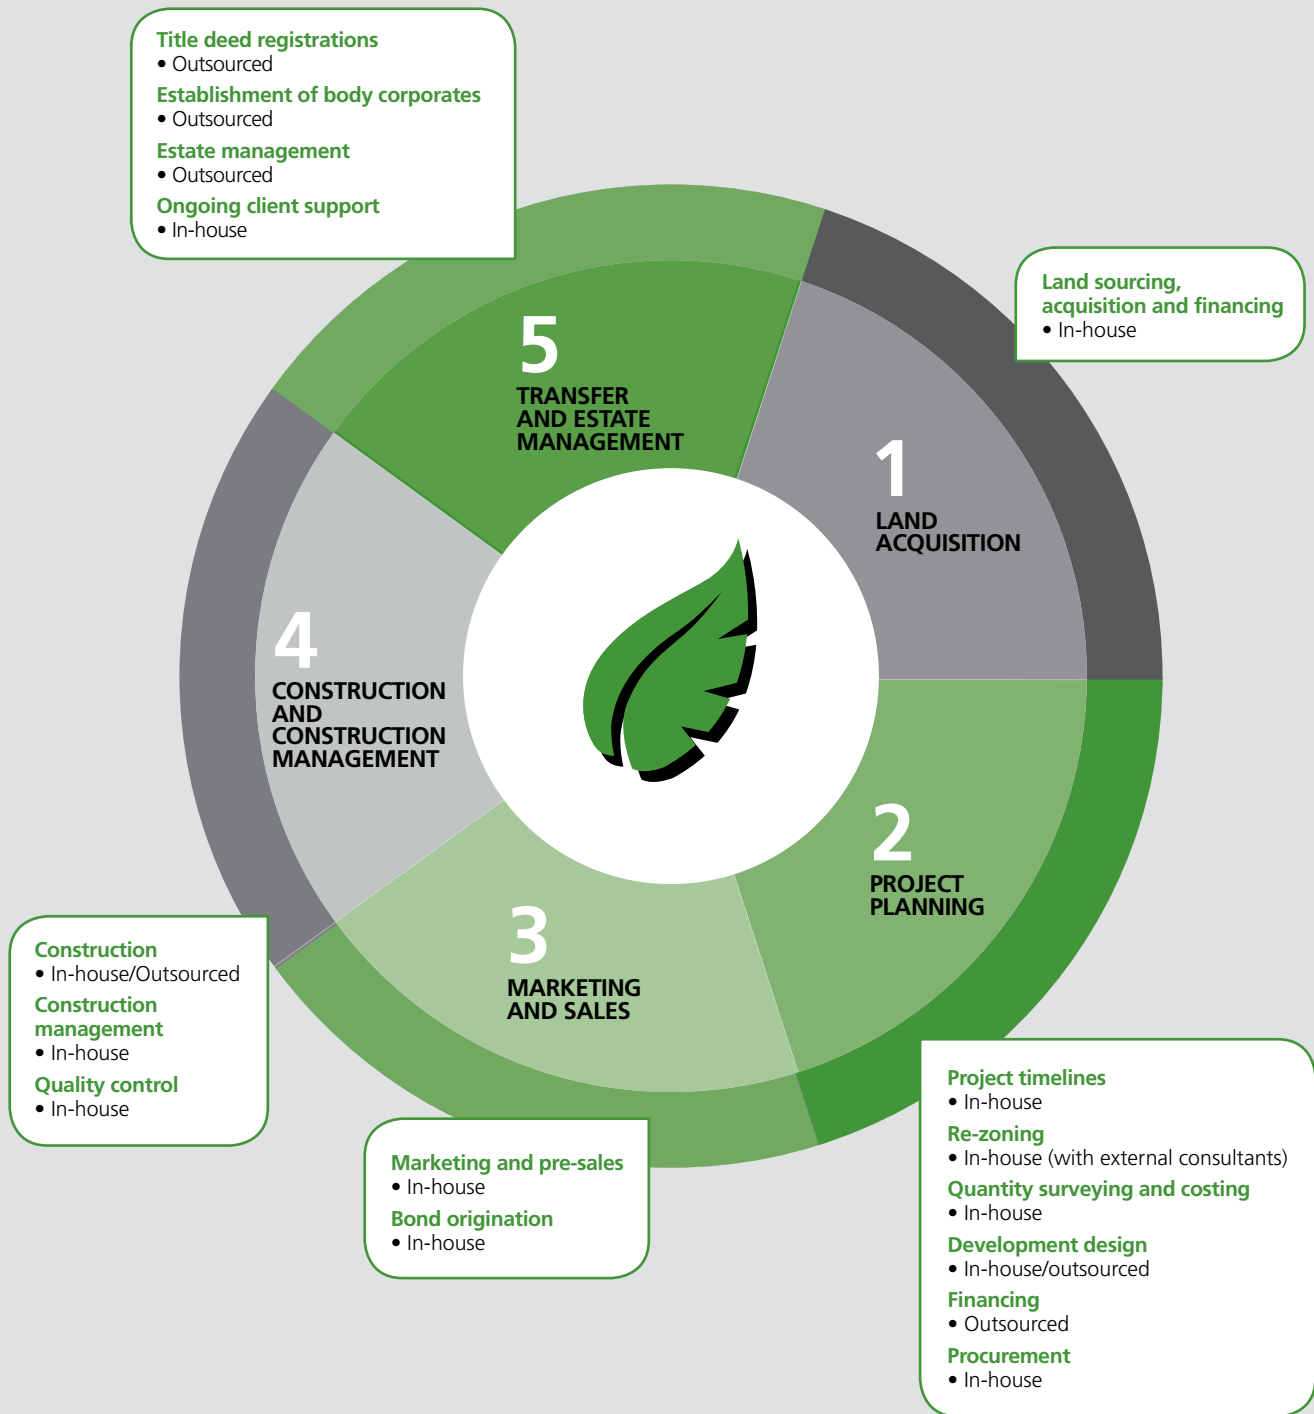 Title deed registrations
• Outsourced
Establishment of body corporates
• Outsourced
Estate management
• Outsourced
Ongoing client support
• In-house
Land sourcing,
acquisition and financing
• In-house
5
TRANSFER
AND ESTATE
MANAGEMENT
1
LAND
ACQUISITION
4
CONSTRUCTION
AND
CONSTRUCTION
MANAGEMENT
2
PROJECT
PLANNING
3
MARKETING
AND SALES
Construction
• In-house/Outsourced
Construction
management
• In-house
Quality control
• In-house
Marketing and pre-sales
• In-house
Bond origination
• In-house
Project timelines
• In-house
Re-zoning
• In-house (with external consultants)
Quantity surveying and costing
• In-house
Development design
• In-house/outsourced
Financing
• Outsourced
Procurement
• In-house